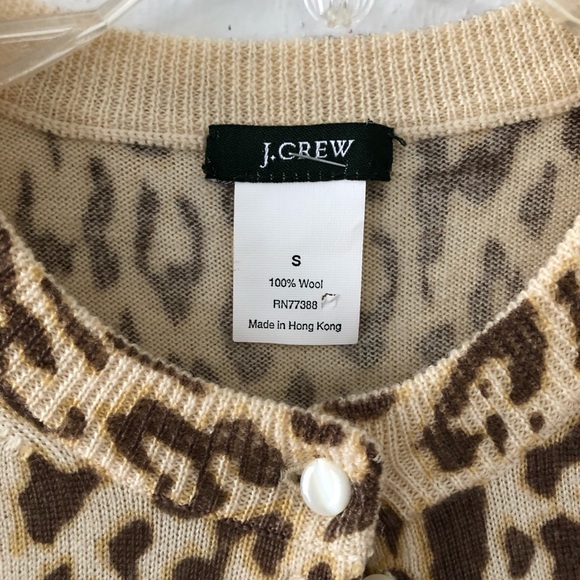 J.CREW
S
100% Wool
RN77388
Made in Hong Kong